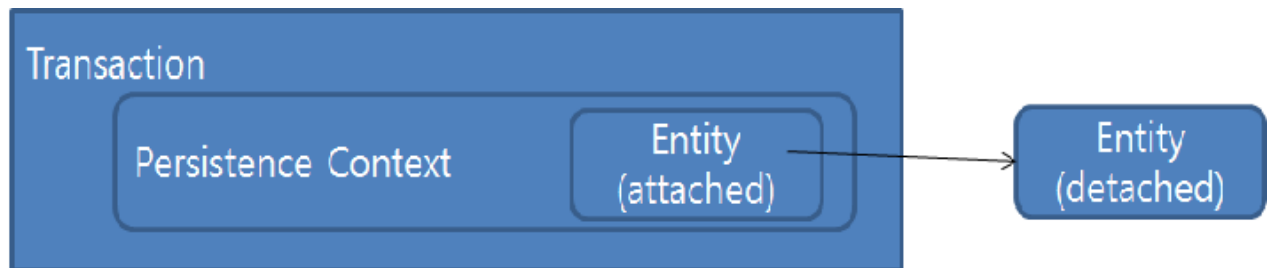 Transaction
Persistence Context
Entity
(attached)
Entity
(detached)